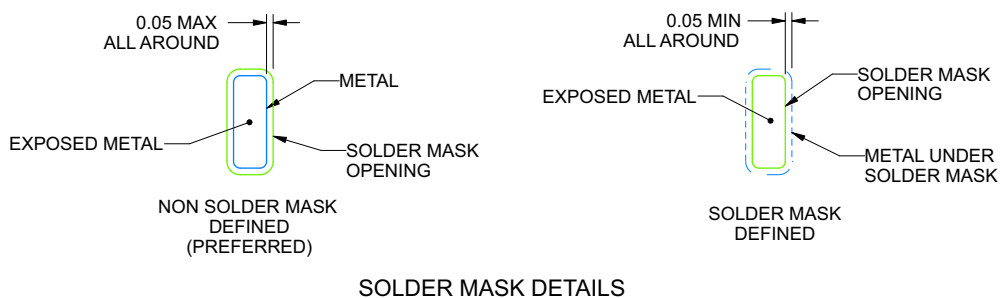 0.05 MAX
ALL AROUND
METAL
EXPOSED METAL
SOLDER MASK
OPENING
NON SOLDER MASK
DEFINED
(PREFERRED)
0.05 MIN
ALL AROUND
SOLDER MASK
OPENING
EXPOSED METAL
METAL UNDER
SOLDER MASK
SOLDER MASK
DEFINED
SOLDER MASK DETAILS